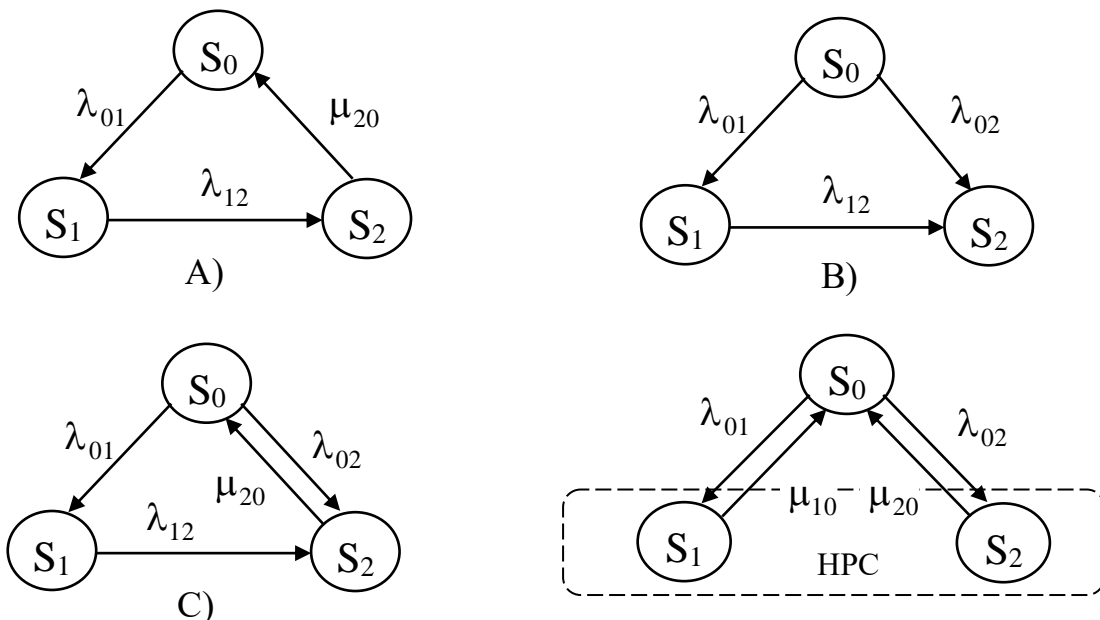 S₀
λ₀₁
μ₂₀
λ₁₂
S₁
S₂
A)
S₀
λ₀₁
λ₀₂
λ₁₂
S₁
S₂
B)
S₀
λ₀₁
λ₀₂
μ₂₀
λ₁₂
S₁
S₂
C)
S₀
λ₀₁
λ₀₂
μ₁₀ μ₂₀
S₁
S₂
HPC